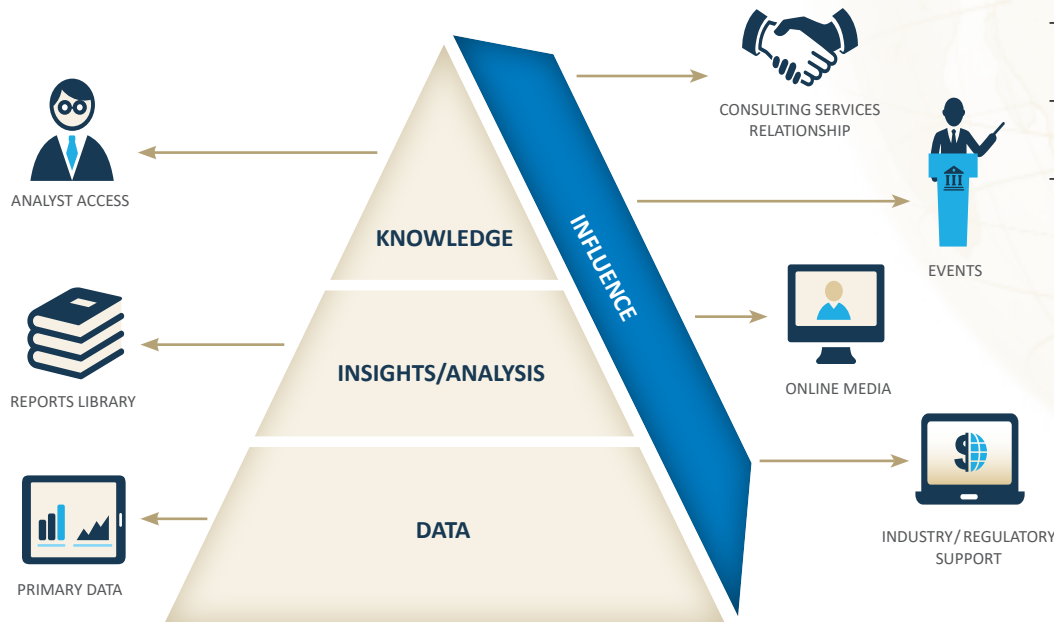 CONSULTING SERVICES
RELATIONSHIP
ANALYST ACCESS
KNOWLEDGE
INFLUENCE
EVENTS
INSIGHTS/ANALYSIS
REPORTS LIBRARY
ONLINE MEDIA
DATA
$
INDUSTRY/REGULATORY
SUPPORT
PRIMARY DATA